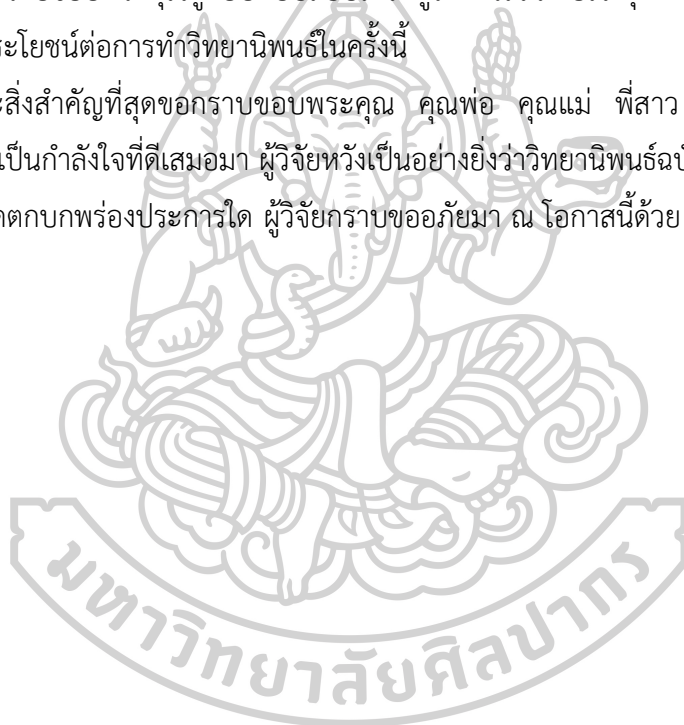 ระโยชน์ต่อการทำวิทยานิพนธ์ในครั้งนี้
สิ่งสำคัญที่สุดขอกราบขอบพระคุณ คุณพ่อ คุณแม่ พี่สาว
เป็นกำลังใจที่ดีเสมอมา ผู้วิจัยหวังเป็นอย่างยิ่งว่าวิทยานิพนธ์ฉบั
ตกบกพร่องประการใด ผู้วิจัยกราบขออภัยมา ณ โอกาสนี้ด้วย
มหาวิทยาลัยศิลปากร